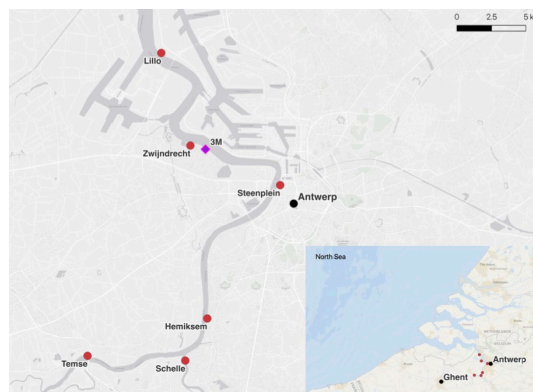 0 2.5 5 k
Lillo
3M
Zwijndrecht
Steenplein
Antwerp
North Sea
Hemiksem
Antwerp
Temse
Schelle
Ghent